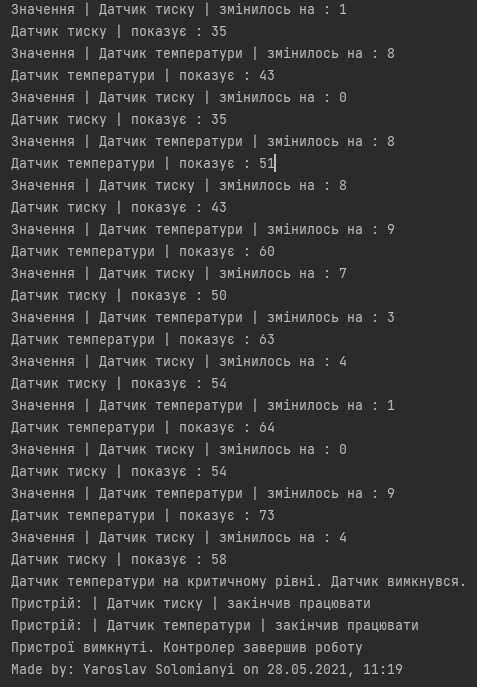 Значення | Датчик тиску | змінилось на : 1
Датчик тиску | показує : 35
Значення | Датчик температури | змінилось на : 8
Датчик температури | показує : 43
Значення | Датчик тиску | змінилось на : 0
Датчик тиску | показує : 35
Значення | Датчик температури | змінилось на : 8
Датчик температури | показує : 51
Значення | Датчик тиску | змінилось на : 8
Датчик тиску | показує : 43
Значення | Датчик температури | змінилось на : 9
Датчик температури | показує : 60
Значення | Датчик тиску | змінилось на : 7
Датчик тиску | показує : 50
Значення | Датчик температури | змінилось на : 3
Датчик температури | показує : 63
Значення | Датчик тиску | змінилось на : 4
Датчик тиску | показує : 54
Значення | Датчик температури | змінилось на : 1
Датчик температури | показує : 64
Значення | Датчик тиску | змінилось на : 0
Датчик тиску | показує : 54
Значення | Датчик температури | змінилось на : 9
Датчик температури | показує : 73
Значення | Датчик тиску | змінилось на : 4
Датчик тиску | показує : 58
Датчик температури на критичному рівні. Датчик вимкнувся.
Пристрій: | Датчик тиску | закінчив працювати
Пристрій: | Датчик температури | закінчив працювати
Пристрої вимкнуті. Контролер завершив роботу
Made by: Yaroslav Solomianyi on 28.05.2021, 11:19